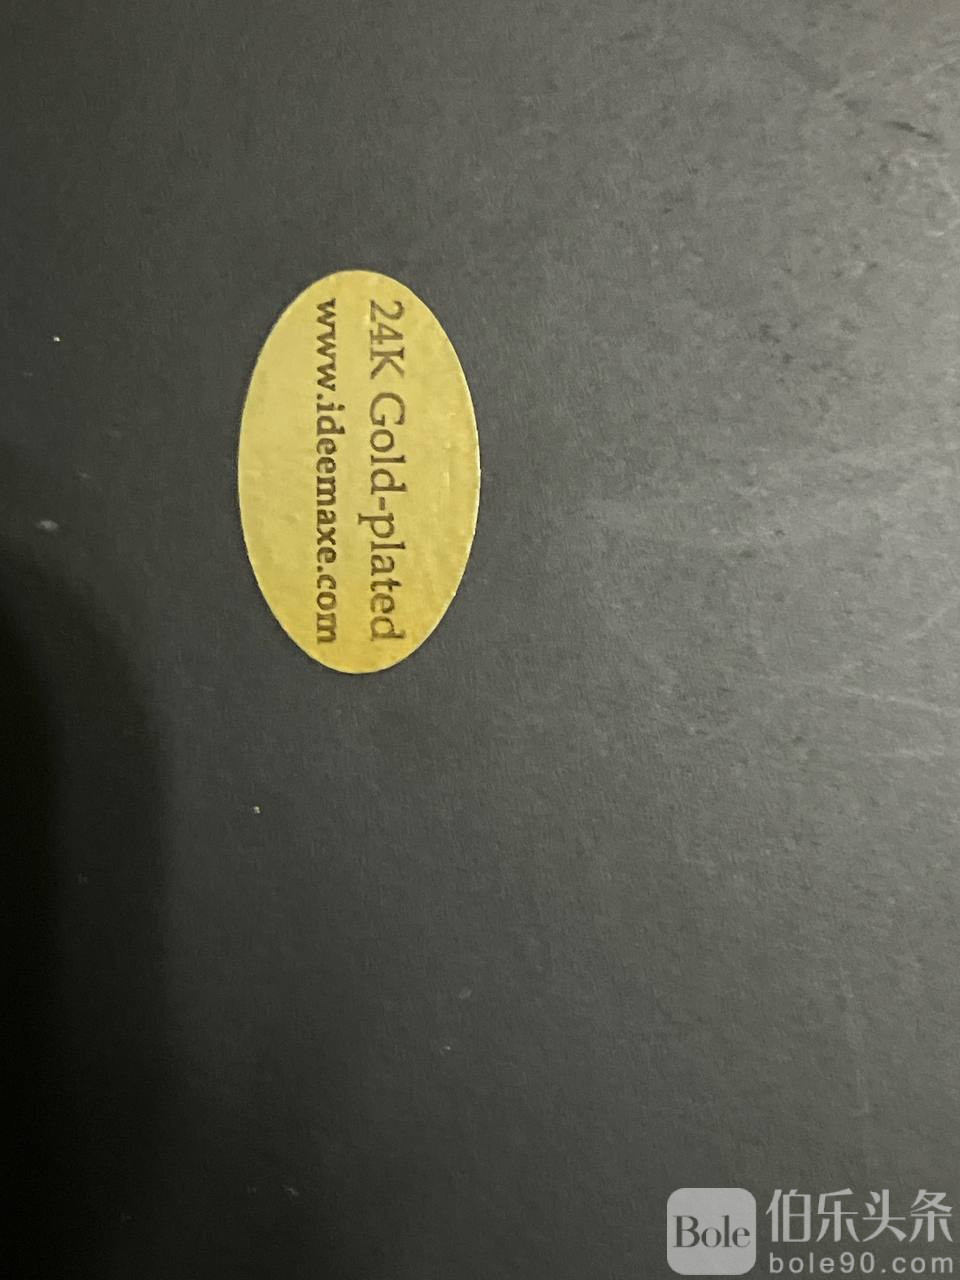 24K Gold-plated
www.ideemaxe.com
Bole 伯乐头条
bole90.com